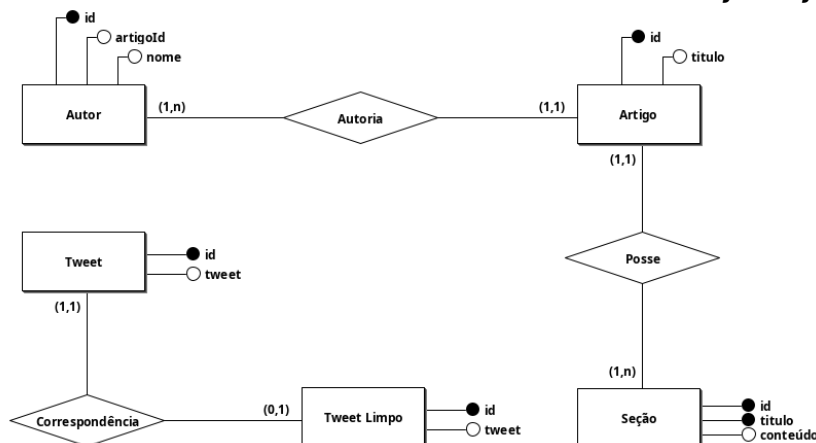 id
artigoId
nome
Autor
(1,n)
Autoria
(1,1)
id
titulo
Artigo
(1,1)
Posse
(1,n)
Seção
id
titulo
conteúdo
Tweet
id
tweet
(1,1)
Correspondência
(0,1)
Tweet Limpo
id
tweet